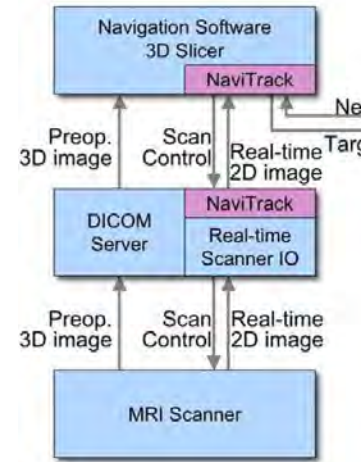 Navigation Software
3D Slicer
NaviTrack
Preop.
3D image
Scan
Control
Real-time
2D image
DICOM
Server
NaviTrack
Real-time
Scanner IO
Preop.
3D image
Scan
Control
Real-time
2D image
MRI Scanner